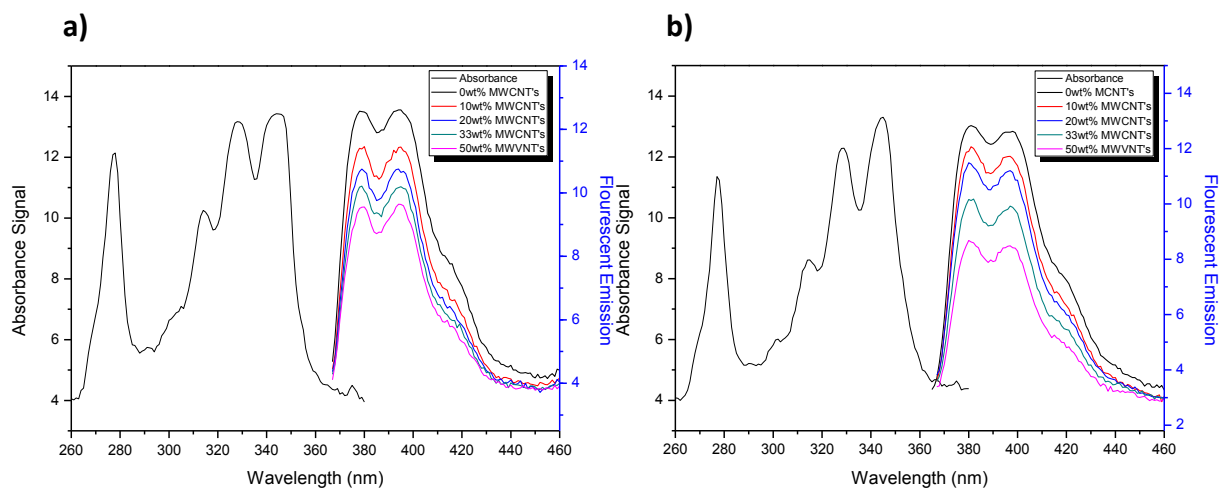 a)
14
12
10
8
6
4
Absorbance Signal
260 280 300 320 340 360 380 400 420 440 460
Wavelength (nm)
14
12
10
8
6
4
Flourescent Emission
Absorbance
0wt% MWCNT's
10wt% MWCNT's
20wt% MWCNT's
33wt% MWCNT's
50wt% MWVNT's
b)
14
12
10
8
6
4
Absorbance Signal
260 280 300 320 340 360 380 400 420 440 460
Wavelength (nm)
14
12
10
8
6
4
2
Flourescent Emission
Absorbance
0wt% MCNT's
10wt% MWCNT's
20wt% MWCNT's
33wt% MWCNT's
50wt% MWVNT's